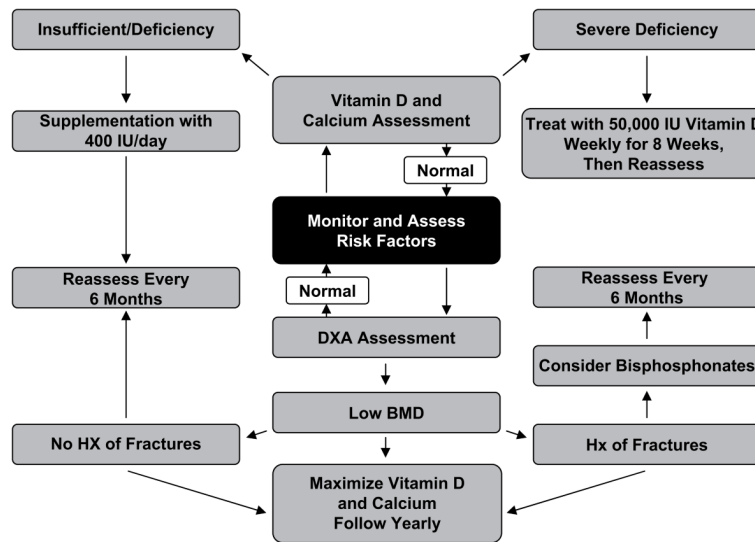 Insufficient/Deficiency
Severe Deficiency
Vitamin D and
Calcium Assessment
Supplementation with
400 IU/day
Treat with 50,000 IU Vitamin D
Weekly for 8 Weeks,
Then Reassess
Normal
Monitor and Assess
Risk Factors
Reassess Every
6 Months
Normal
Reassess Every
6 Months
DXA Assessment
Consider Bisphosphonates
Low BMD
No HX of Fractures
Hx of Fractures
Maximize Vitamin D
and Calcium
Follow Yearly